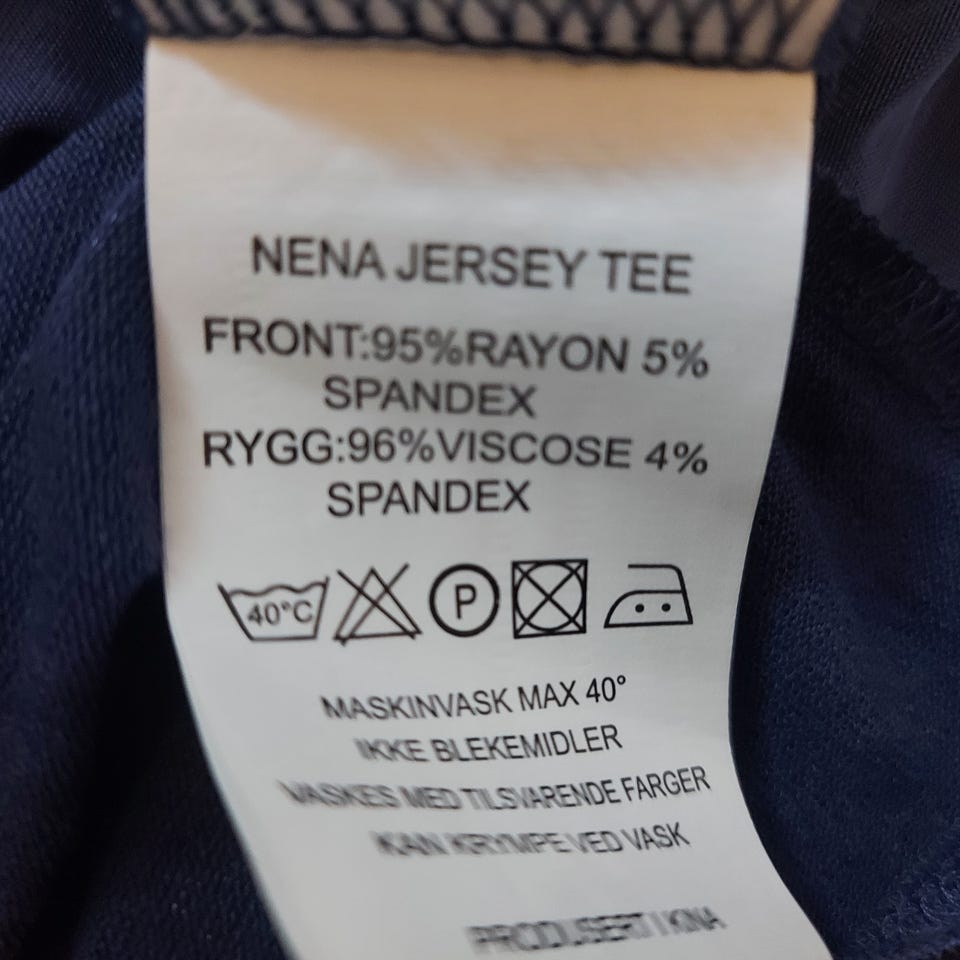 NENA JERSEY TEE
FRONT:95%RAYON 5%
SPANDEX
RYGG:96%VISCOSE 4%
SPANDEX
40°C P
MASKINVASK MAX 40°
IKKE BLEKEMIDLER
VASKES MED TILSVARENDE FARGER
KAN KRYMPE VED VASK
PRODUSERT I KINA